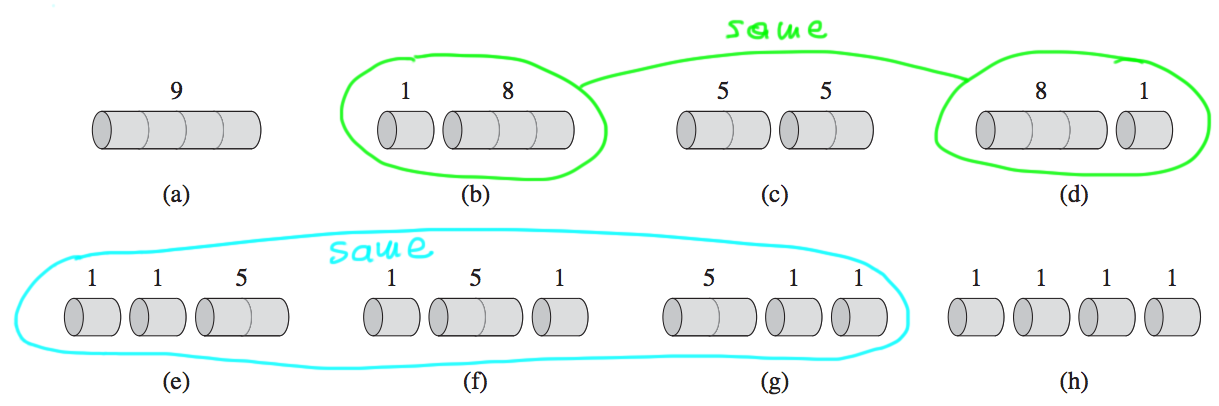 same
9 1 8 5 5 8 1
(a) (b) (c) (d)
same
1 1 5 1 5 1 5 1 1 1 1 1 1
(e) (f) (g) (h)